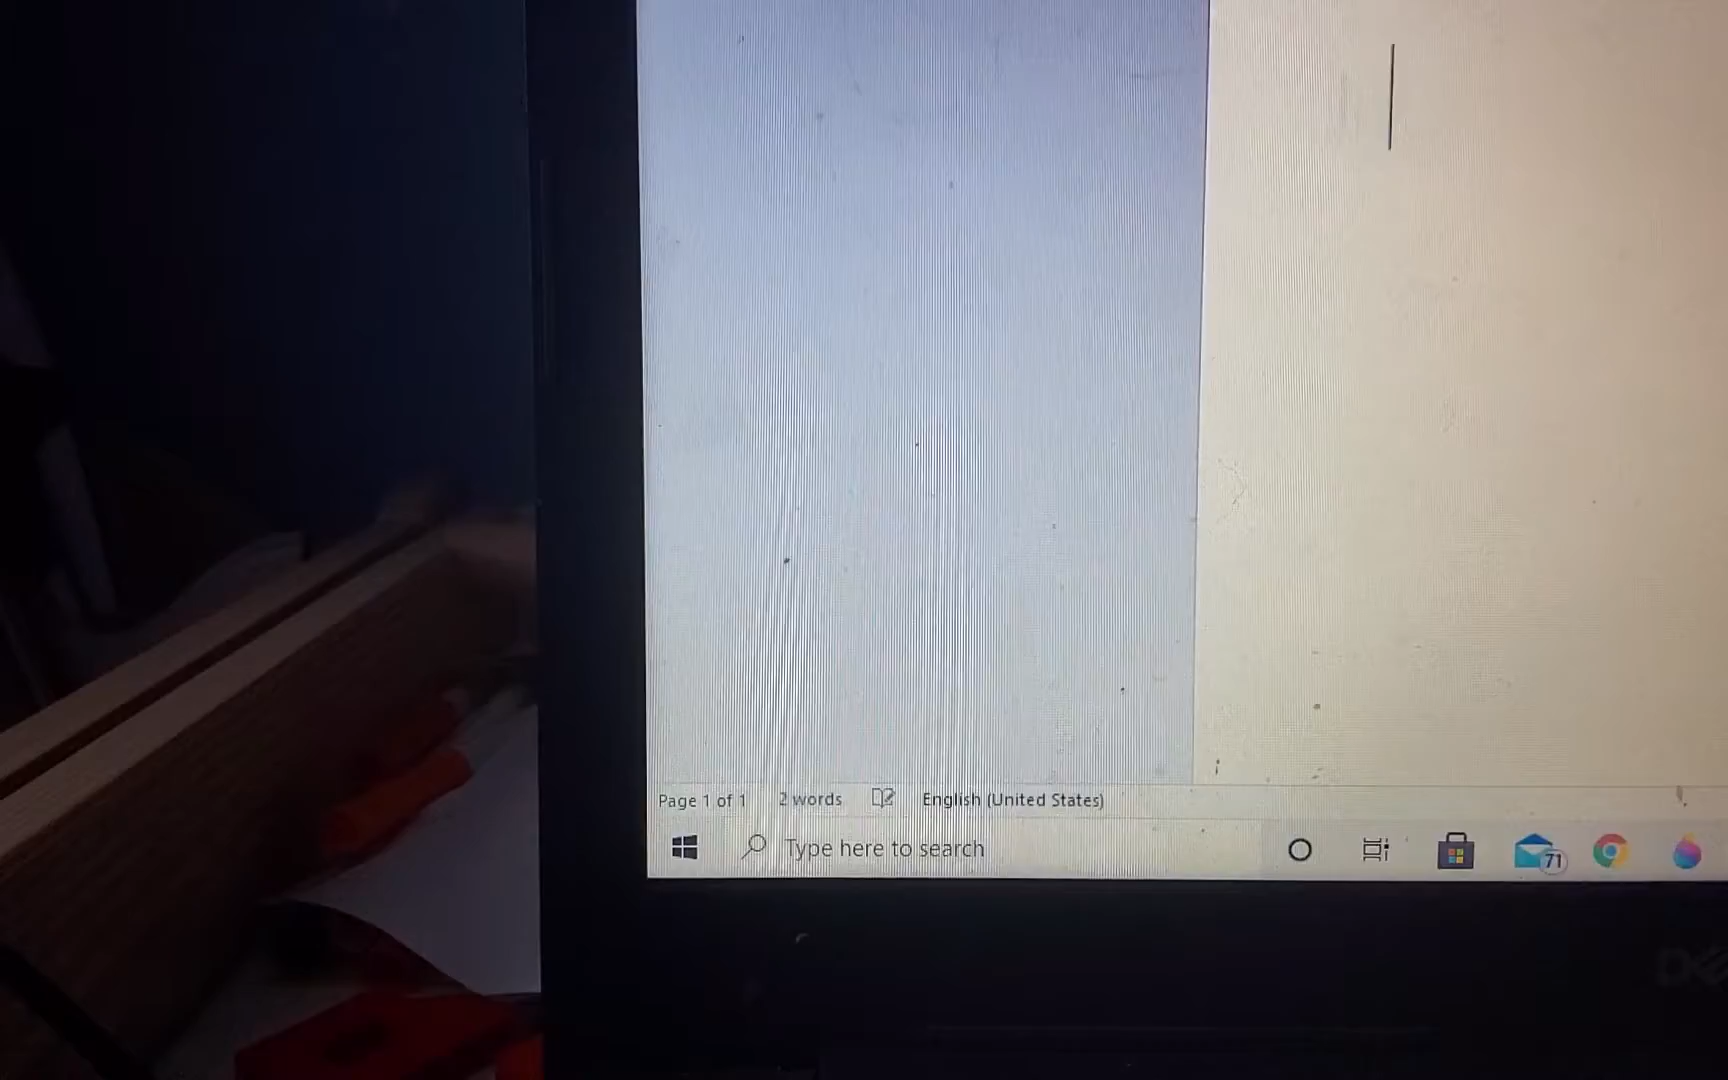 Page 1 of 1 2 words English (United States)
Type here to search
71